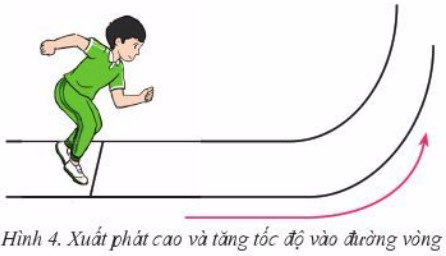 Hình 4. Xuất phát cao và tăng tốc độ vào đường vòng